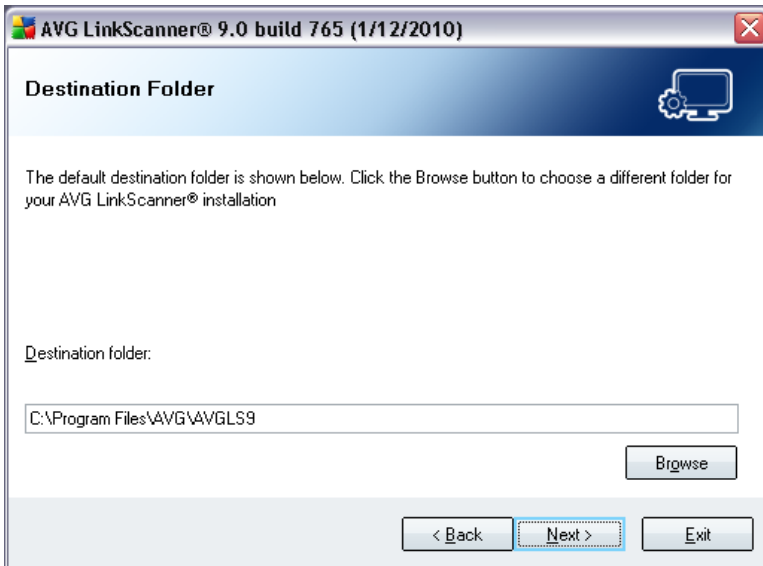 AVG LinkScanner® 9.0 build 765 (1/12/2010)
Destination Folder
The default destination folder is shown below. Click the Browse button to choose a different folder for
your AVG LinkScanner® installation
Destination folder:
C:\Program Files\AVG\AVGLS9
Browse
< Back
Next >
Exit